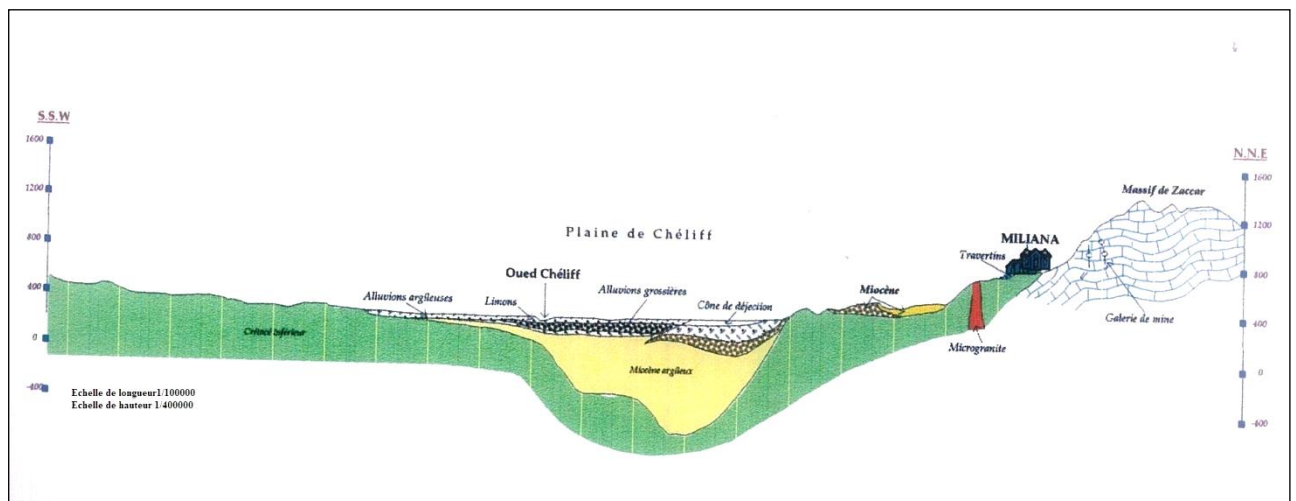 S.S.W
1600
1200
800
400
0
-400
N.N.E
1600
1200
800
400
0
-400
Massif de Zaccar
MILIANA
Travertins
Plaine de Chéliff
Oued Chéliff
Alluvions argileuses
Limons
Alluvions grossières
Cône de déjection
Miocène
Galerie de mine
Microgranite
Crétacé inférieur
Miocène argileux
Echelle de longueur1/100000
Echelle de hauteur 1/400000